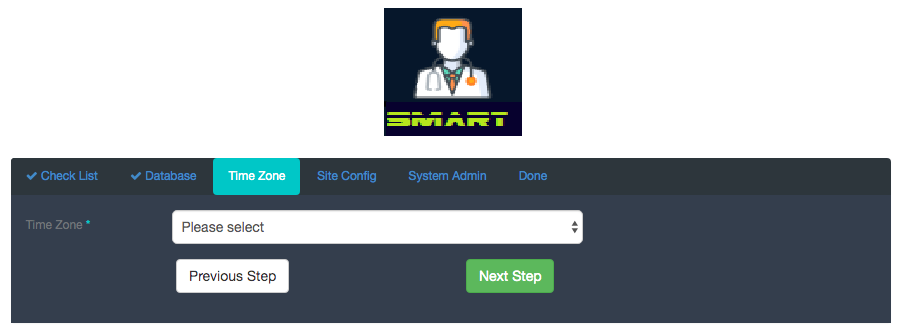 SMART
Check List Database Time Zone Site Config System Admin Done
Time Zone * Please select
Previous Step Next Step